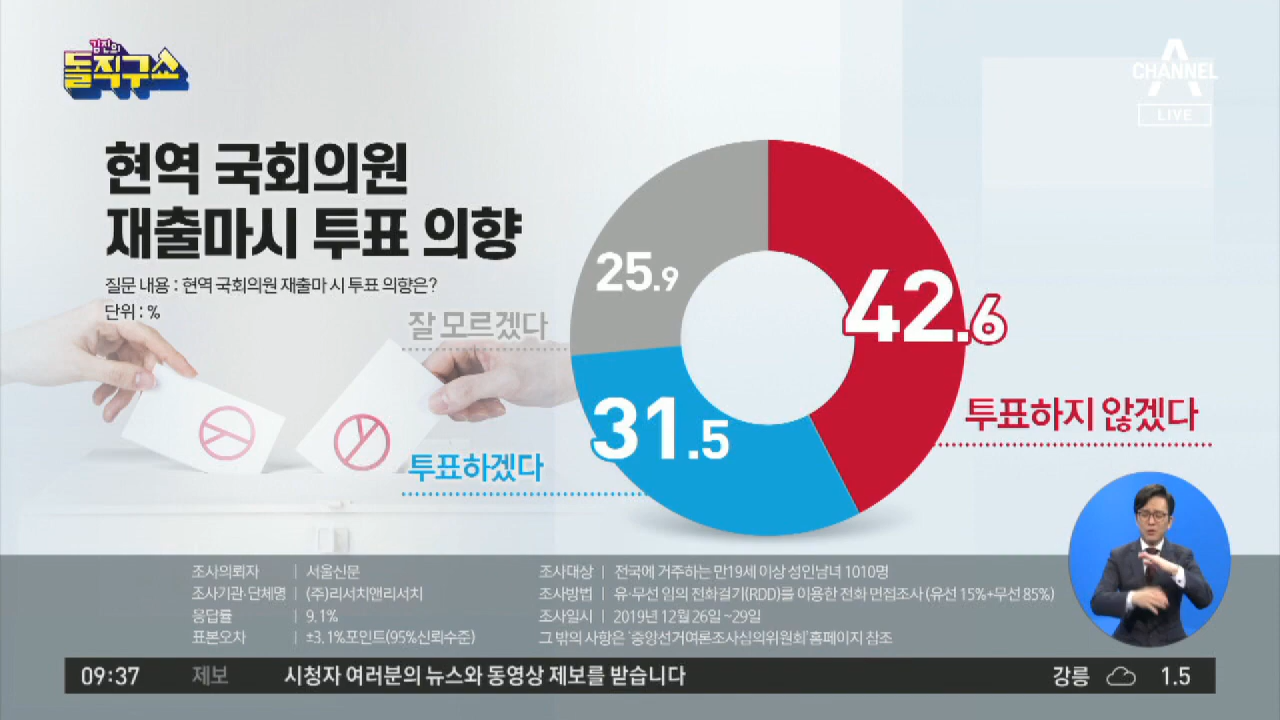 김진의
돌직구쇼
CHANNEL A
LIVE
현역 국회의원
재출마시 투표 의향
질문 내용 : 현역 국회의원 재출마 시 투표 의향은?
단위 : %
25.9
잘 모르겠다
42.6
투표하지 않겠다
31.5
투표하겠다
조사의뢰자 | 서울신문
조사기관·단체명 | (주)리서치앤리서치
응답률 | 9.1%
표본오차 | ±3.1%포인트(95%신뢰수준)
조사대상 | 전국에 거주하는 만19세 이상 성인남녀 1010명
조사방법 | 유·무선 임의 전화걸기(RDD)를 이용한 전화 면접조사 (유선 15%+무선 85%)
조사일시 | 2019년 12월 26일 ~29일
그 밖의 사항은 '중앙선거여론조사심의위원회' 홈페이지 참조
09:37 제보 시청자 여러분의 뉴스와 동영상 제보를 받습니다 강릉 1.5